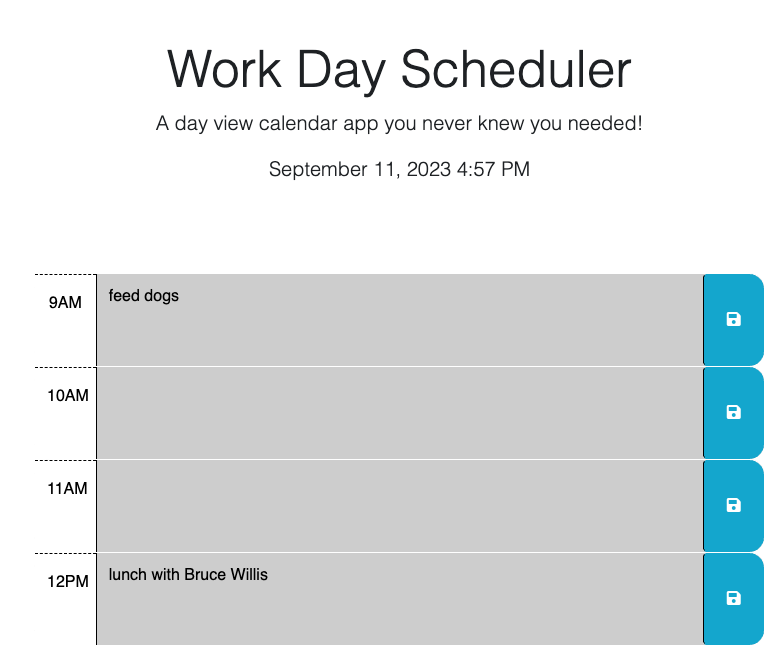 Work Day Scheduler
A day view calendar app you never knew you needed!
September 11, 2023 4:57 PM
9AM
feed dogs
10AM
11AM
12PM
lunch with Bruce Willis